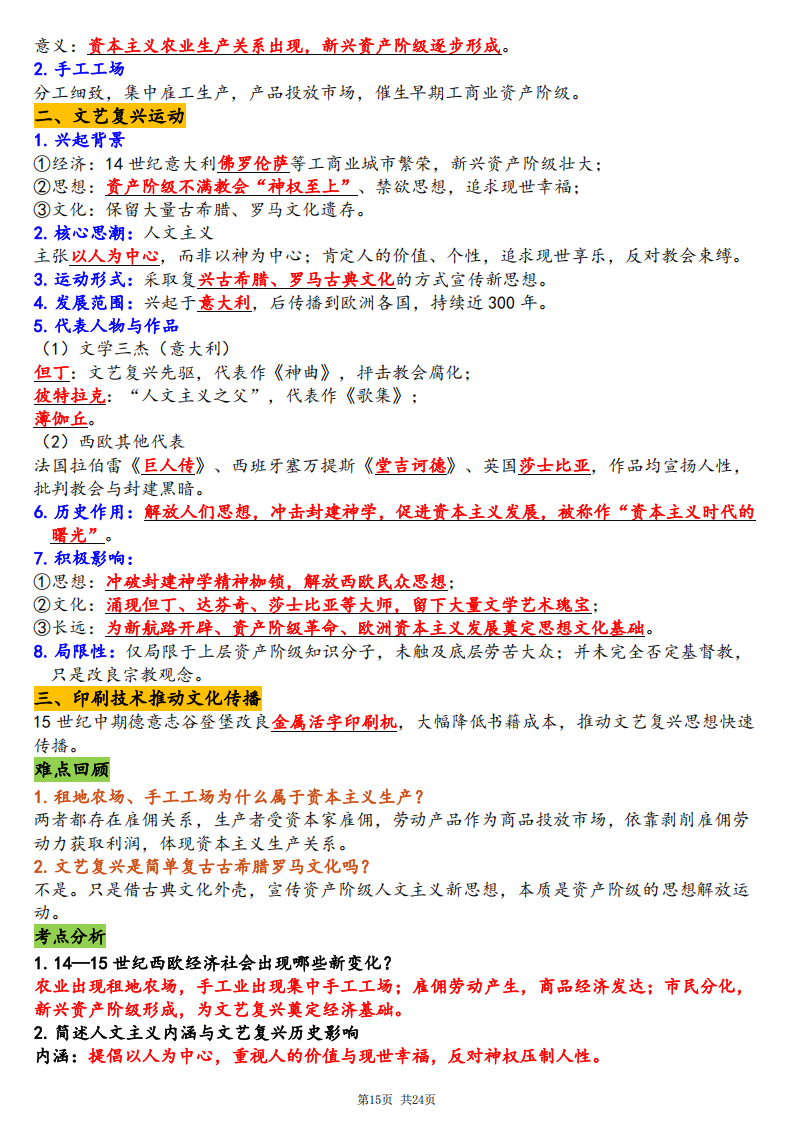 意义：资本主义农业生产关系出现，新兴资产阶级逐步形成。
2. 手工工场
分工细致，集中雇工生产，产品投放市场，催生早期工商业资产阶级。
二、文艺复兴运动
1. 兴起背景
①经济：14 世纪意大利佛罗伦萨等工商业城市繁荣，新兴资产阶级壮大；
②思想：资产阶级不满教会“神权至上”、禁欲思想，追求现世幸福；
③文化：保留大量古希腊、罗马文化遗存。
2. 核心思潮：人文主义
主张以人为中心，而非以神为中心；肯定人的价值、个性，追求现世享乐，反对教会束缚。
3. 运动形式：采取复兴古希腊、罗马古典文化的方式宣传新思想。
4. 发展范围：兴起于意大利，后传播到欧洲各国，持续近 300 年。
5. 代表人物与作品
（1）文学三杰（意大利）
但丁：文艺复兴先驱，代表作《神曲》，抨击教会腐化；
彼特拉克：“人文主义之父”，代表作《歌集》；
薄伽丘。
（2）西欧其他代表
法国拉伯雷《巨人传》、西班牙塞万提斯《堂吉诃德》、英国莎士比亚，作品均宣扬人性，
批判教会与封建黑暗。
6. 历史作用：解放人们思想，冲击封建神学，促进资本主义发展，被称作“资本主义时代的
曙光”。
7. 积极影响：
①思想：冲破封建神学精神枷锁，解放西欧民众思想；
②文化：涌现但丁、达芬奇、莎士比亚等大师，留下大量文学艺术瑰宝；
③长远：为新航路开辟、资产阶级革命、欧洲资本主义发展奠定思想文化基础。
8. 局限性：仅局限于上层资产阶级知识分子，未触及底层劳苦大众；并未完全否定基督教，
只是改良宗教观念。
三、印刷技术推动文化传播
15 世纪中期德意志谷登堡改良金属活字印刷机，大幅降低书籍成本，推动文艺复兴思想快速
传播。
难点回顾
1. 租地农场、手工工场为什么属于资本主义生产？
两者都存在雇佣关系，生产者受资本家雇佣，劳动产品作为商品投放市场，依靠剥削雇佣劳
动力获取利润，体现资本主义生产关系。
2. 文艺复兴是简单复古古希腊罗马文化吗？
不是。只是借古典文化外壳，宣传资产阶级人文主义新思想，本质是资产阶级的思想解放运
动。
考点分析
1. 14—15 世纪西欧经济社会出现哪些新变化？
农业出现租地农场，手工业出现集中手工工场；雇佣劳动产生，商品经济发达；市民分化，
新兴资产阶级形成，为文艺复兴奠定经济基础。
2. 简述人文主义内涵与文艺复兴历史影响
内涵：提倡以人为中心，重视人的价值与现世幸福，反对神权压制人性。
第15页 共24页